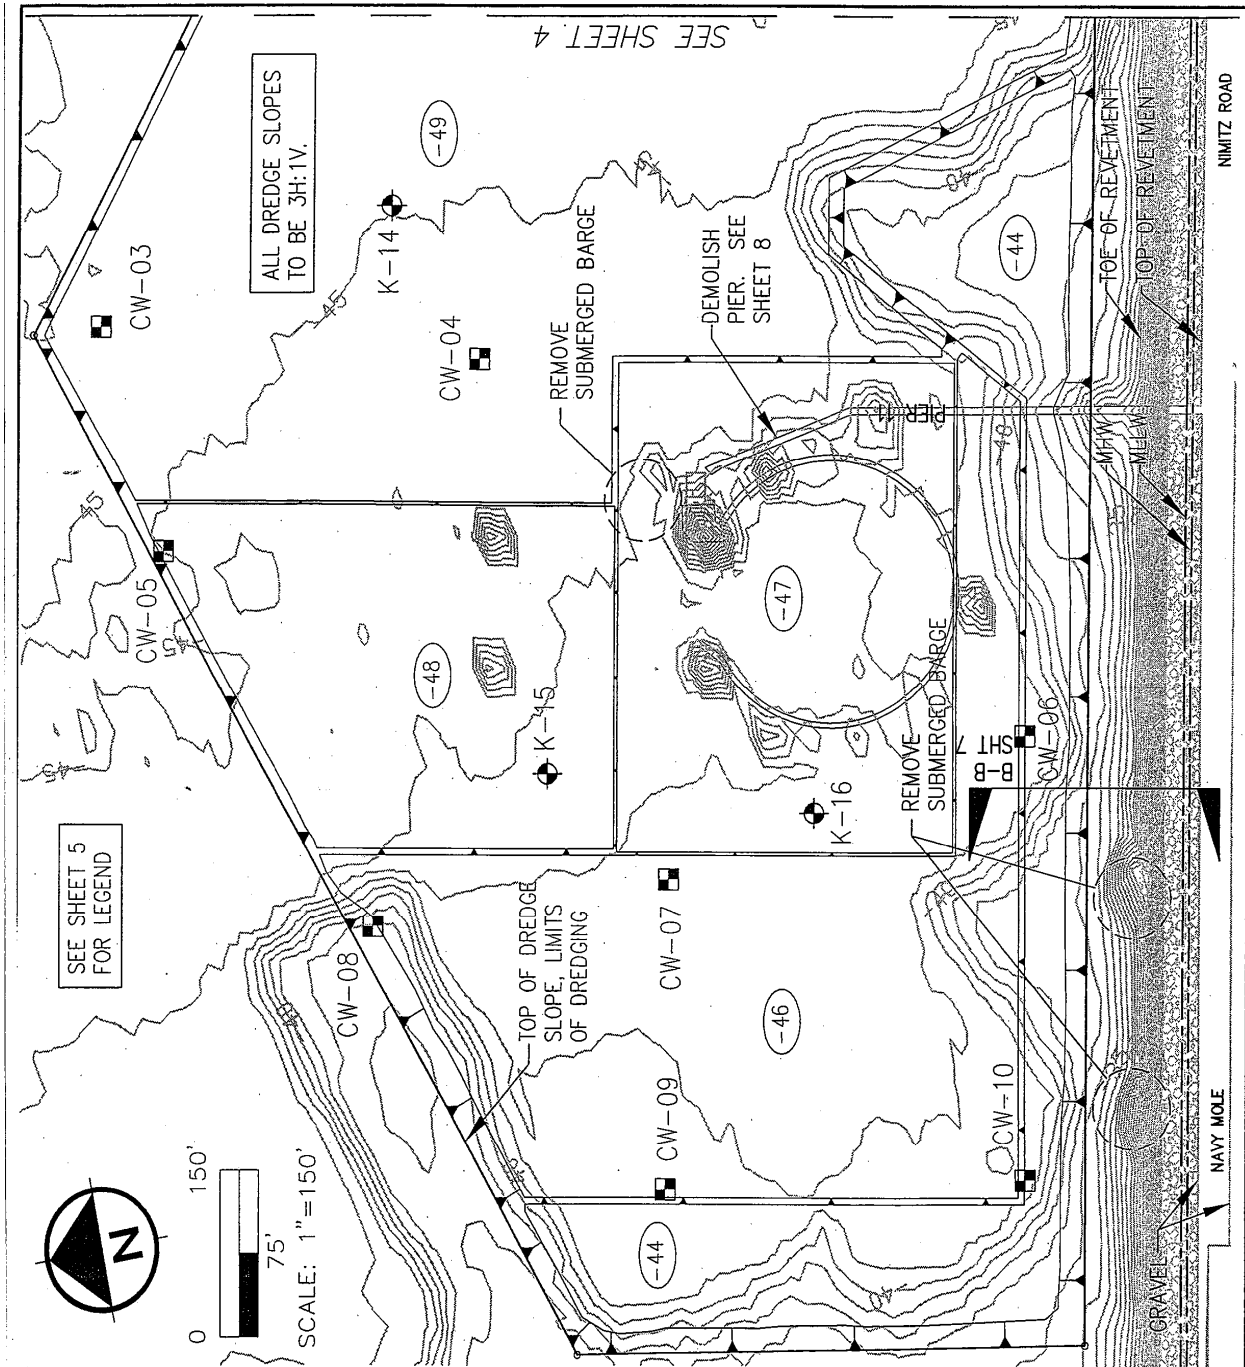 SEE SHEET 4
ALL DREDGE SLOPES
TO BE 3H:1V.
-49
CW-03
K-14
-45
-45
CW-04
REMOVE
SUBMERGED BARGE
DEMOLISH
PIER. SEE
SHEET 8
-40
-44
TOE OF REVETMENT
TOP OF REVETMENT
NIMITZ ROAD
PIER 11
-40
MHW
MLLW
-45
CW-05
-45
-48
-47
K-15
K-16
REMOVE
SUBMERGED BARGE
B-B
SHT 7
CW-06
-45
SEE SHEET 5
FOR LEGEND
CW-08
CW-07
TOP OF DREDGE
SLOPE, LIMITS
OF DREDGING
-46
CW-09
CW-10
-44
-40
GRAVEL
NAVY MOLE
N
0
75'
150'
SCALE: 1"=150'